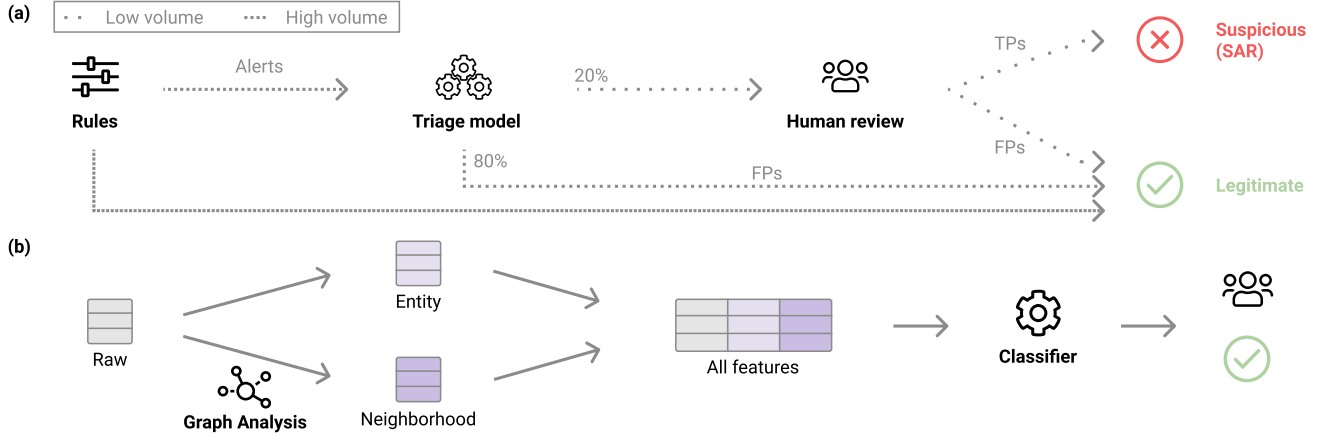 (a)
Low volume
High volume
Alerts
20%
TPs
Suspicious
(SAR)
Rules
Triage model
Human review
FPs
80%
FPs
Legitimate
(b)
Entity
Raw
All features
Classifier
Graph Analysis
Neighborhood